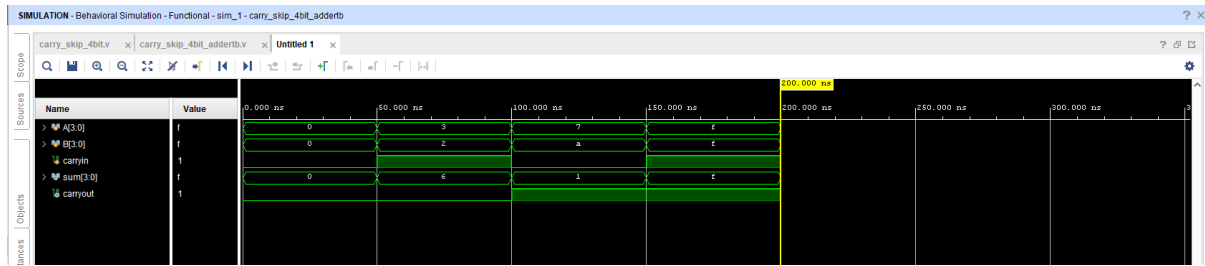 SIMULATION - Behavioral Simulation - Functional - sim_1 - carry_skip_4bit_addertb ? ×
carry_skip_4bit.v × carry_skip_4bit_addertb.v × Untitled 1 × ?
Scope
Sources
Objects
tances
200.000 ns
Name Value 0.000 ns 50.000 ns 100.000 ns 150.000 ns 200.000 ns 250.000 ns 300.000 ns 3
> A[3:0] f 0 3 7 f
> B[3:0] f 0 2 a f
carryin 1
> sum[3:0] f 0 6 1 f
carryout 1